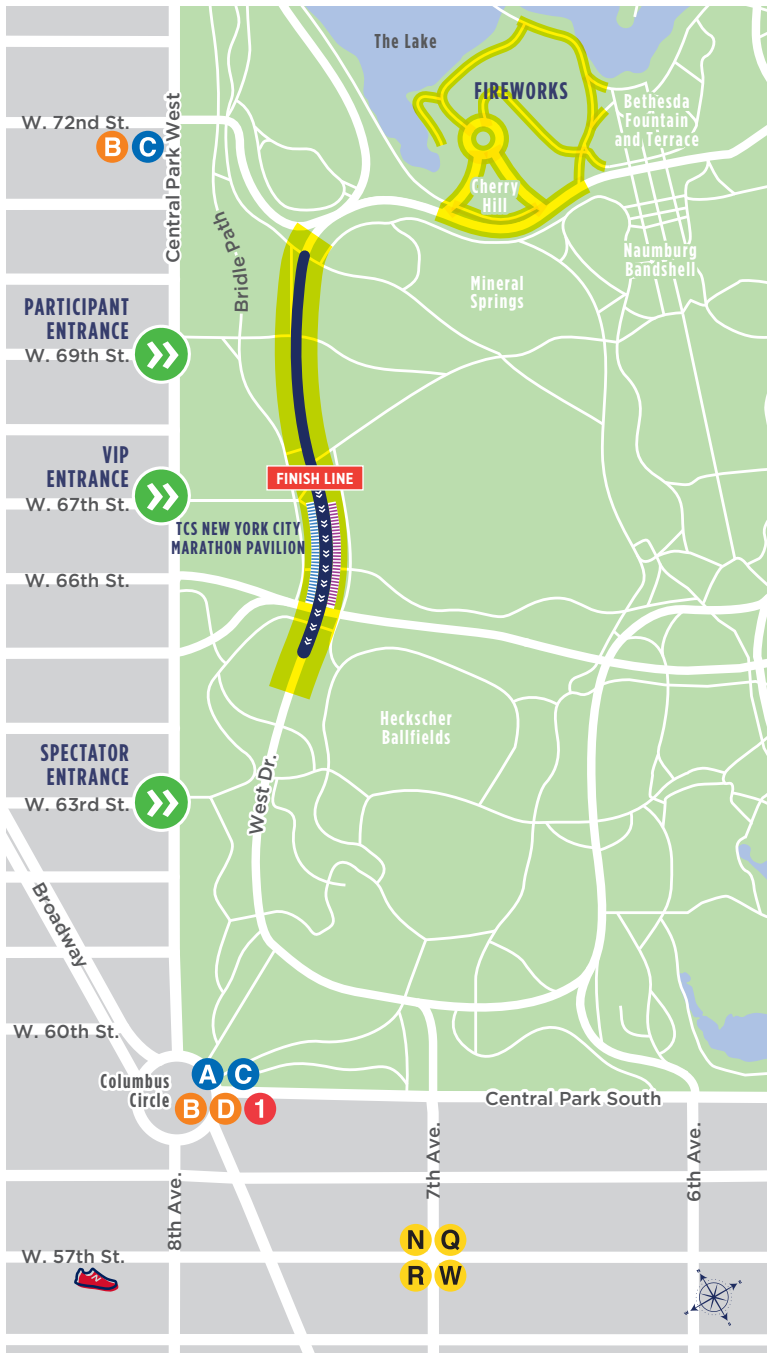 The Lake
FIREWORKS
Bethesda
Fountain
and Terrace
W. 72nd St.
B C
Central Park West
Cherry
Hill
Bridle Path
Naumburg
Bandshell
Mineral
Springs
PARTICIPANT
ENTRANCE
W. 69th St.
VIP
ENTRANCE
W. 67th St.
FINISH LINE
TCS NEW YORK CITY
MARATHON PAVILION
W. 66th St.
Heckscher
Ballfields
SPECTATOR
ENTRANCE
W. 63rd St.
West Dr.
Broadway
W. 60th St.
Columbus
Circle
A C
B D 1
Central Park South
8th Ave.
7th Ave.
6th Ave.
W. 57th St.
N Q
R W
N